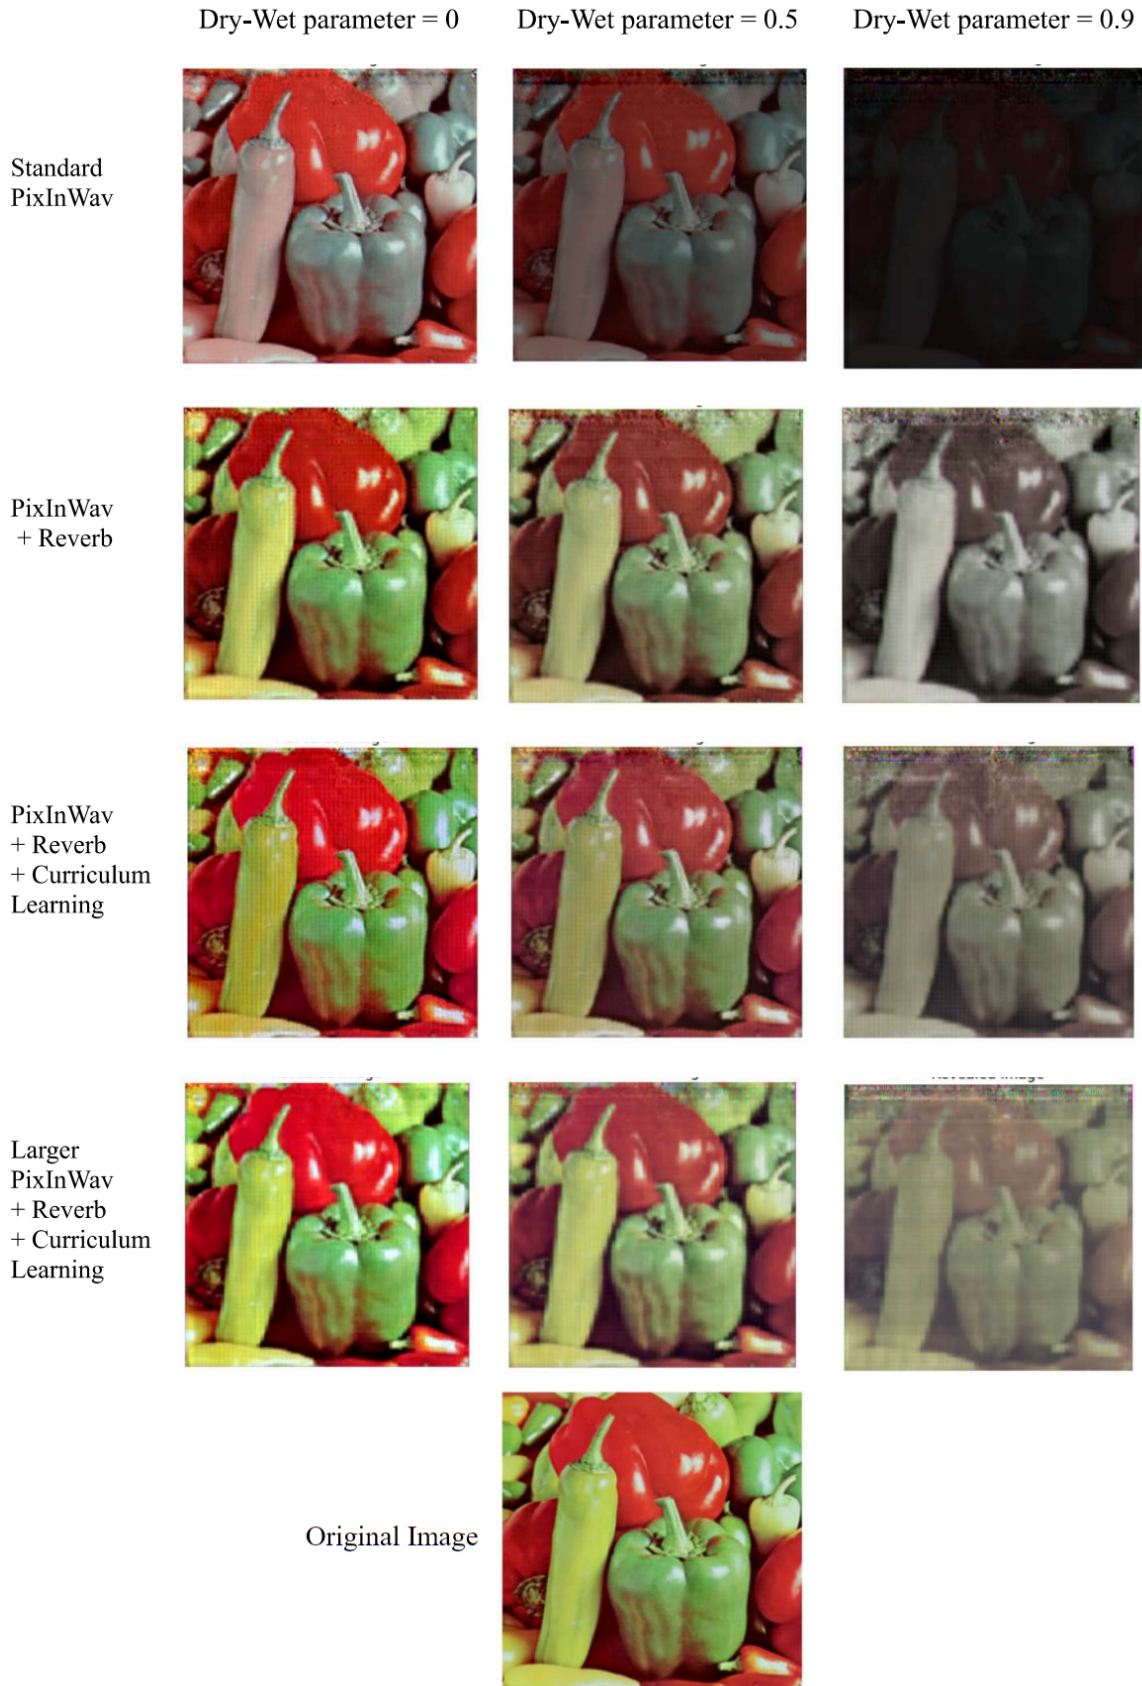 Dry-Wet parameter = 0
Dry-Wet parameter = 0.5
Dry-Wet parameter = 0.9
Standard
PixInWav
PixInWav
+ Reverb
PixInWav
+ Reverb
+ Curriculum
Learning
Larger
PixInWav
+ Reverb
+ Curriculum
Learning
Original Image